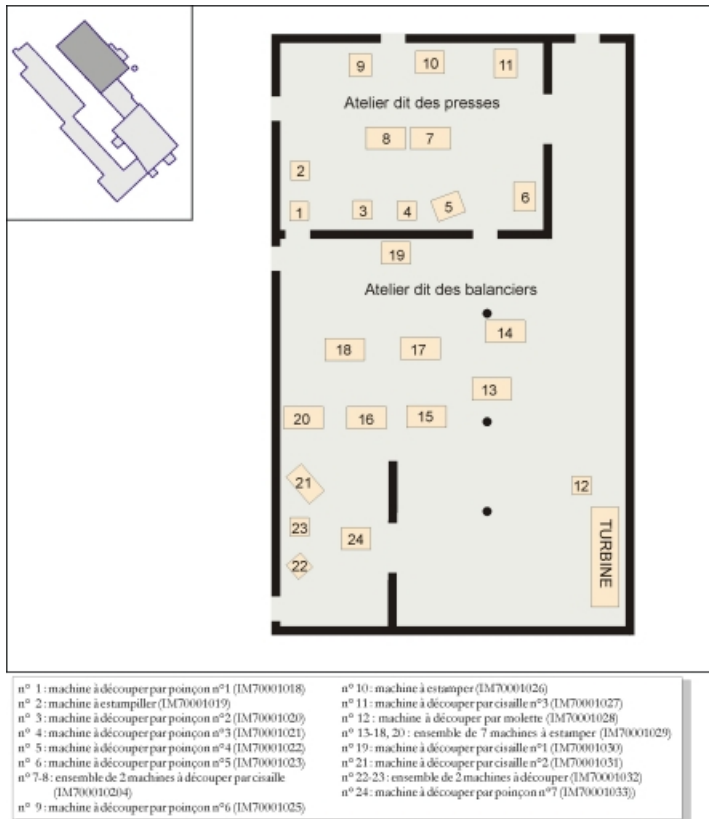 9
10
11
Atelier dit des presses
8
7
2
1
3
4
5
6
19
Atelier dit des balanciers
14
18
17
13
20
16
15
21
12
23
24
22
TURBINE
n° 1 : machine à découper par poinçon n°1 (IM70001018)
n° 2 : machine à estampiller (IM70001019)
n° 3 : machine à découper par poinçon n°2 (IM70001020)
n° 4 : machine à découper par poinçon n°3 (IM70001021)
n° 5 : machine à découper par poinçon n°4 (IM70001022)
n° 6 : machine à découper par poinçon n°5 (IM70001023)
n° 7-8 : ensemble de 2 machines à découper par cisaille
(IM700010204)
n° 9 : machine à découper par poinçon n°6 (IM70001025)
n° 10 : machine à estamper (IM70001026)
n° 11 : machine à découper par cisaille n°3 (IM70001027)
n° 12 : machine à découper par molette (IM70001028)
n° 13-18, 20 : ensemble de 7 machines à estamper (IM70001029)
n° 19 : machine à découper par cisaille n°1 (IM70001030)
n° 21 : machine à découper par cisaille n°2 (IM70001031)
n° 22-23 : ensemble de 2 machines à découper (IM70001032)
n° 24 : machine à découper par poinçon n°7 (IM70001033))